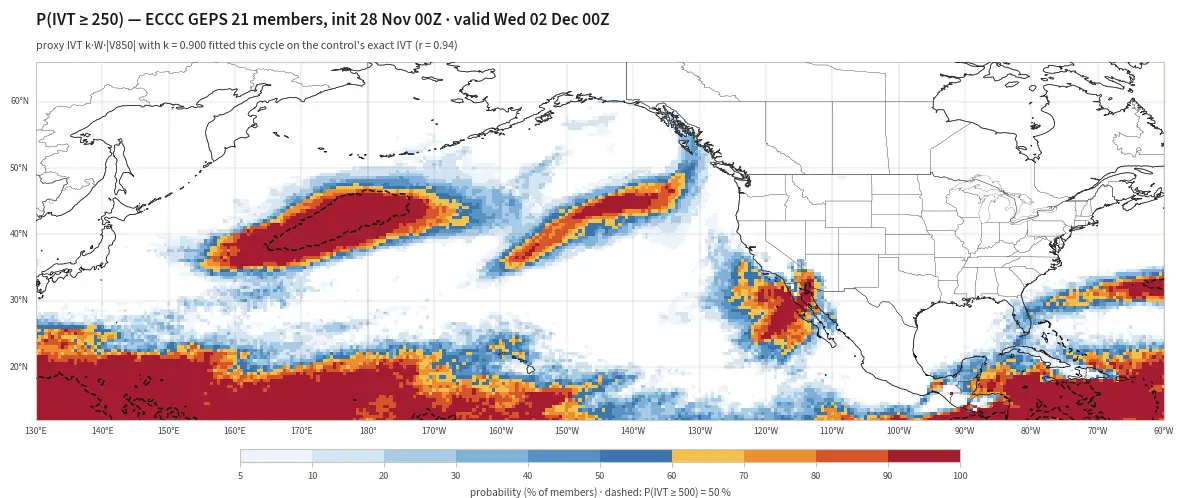 P(IVT ≥ 250) — ECCC GEPS 21 members, init 28 Nov 00Z · valid Wed 02 Dec 00Z
proxy IVT k·W·|V850| with k = 0.900 fitted this cycle on the control's exact IVT (r = 0.94)
60°N
50°N
40°N
30°N
20°N
130°E 140°E 150°E 160°E 170°E 180° 170°W 160°W 150°W 140°W 130°W 120°W 110°W 100°W 90°W 80°W 70°W 60°W
5 10 20 30 40 50 60 70 80 90 100
probability (% of members) · dashed: P(IVT ≥ 500) = 50 %